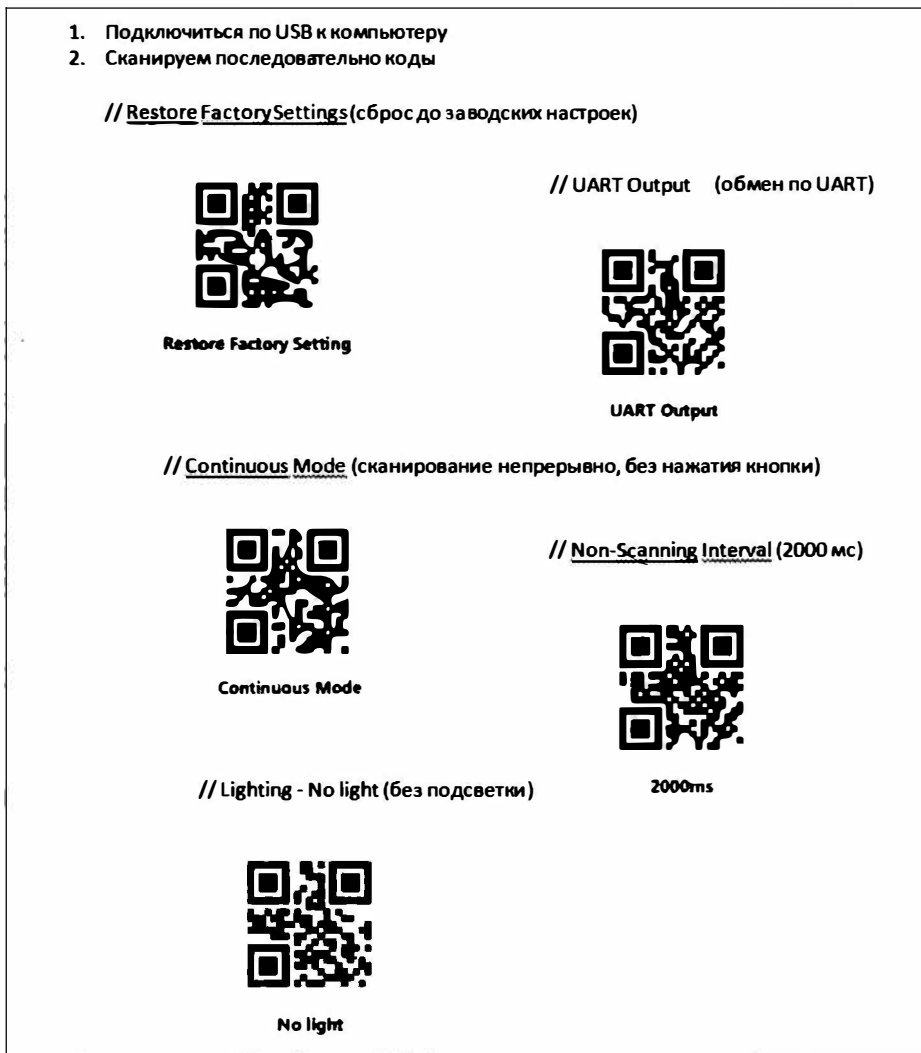 1. Подключиться по USB к компьютеру
2. Сканируем последовательно коды
// Restore Factory Settings (сброс до заводских настроек)
// UART Output (обмен по UART)
Restore Factory Setting
UART Output
// Continuous Mode (сканирование непрерывно, без нажатия кнопки)
// Non-Scanning Interval (2000 мс)
Continuous Mode
2000ms
// Lighting - No light (без подсветки)
No light